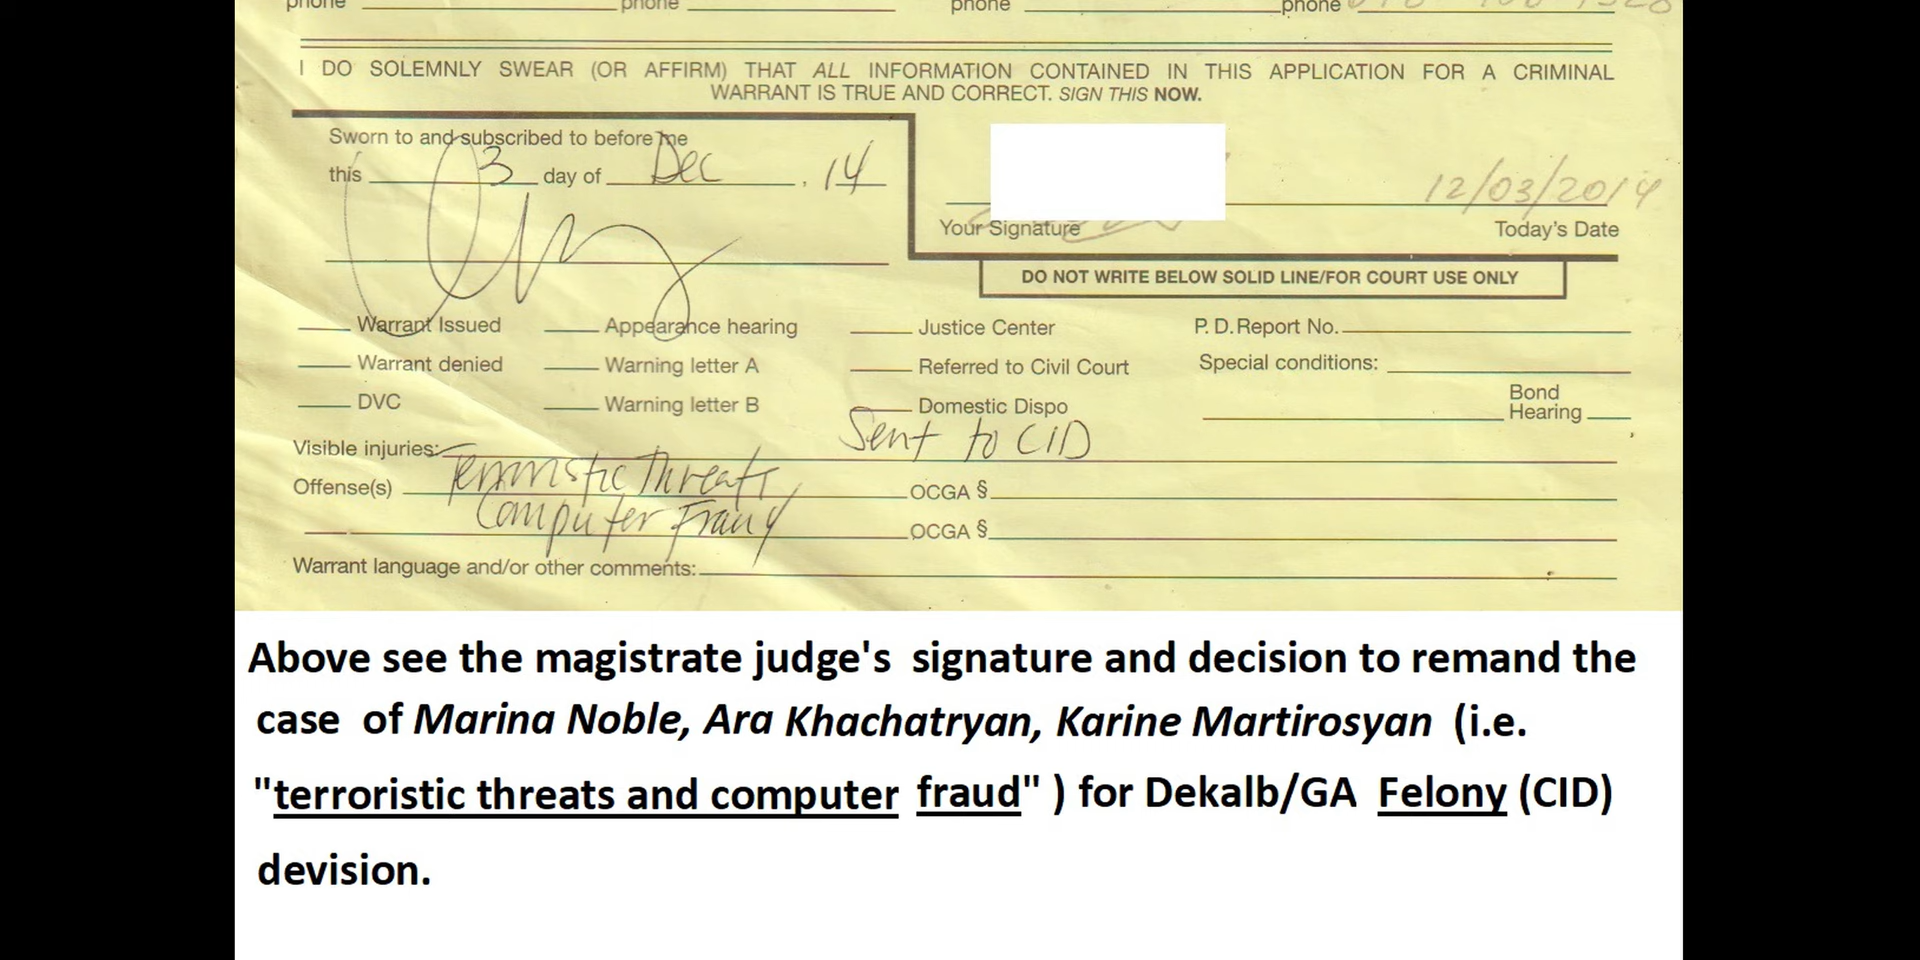 phone phone phone phone
I DO SOLEMNLY SWEAR (OR AFFIRM) THAT ALL INFORMATION CONTAINED IN THIS APPLICATION FOR A CRIMINAL
WARRANT IS TRUE AND CORRECT. SIGN THIS NOW.
Sworn to and subscribed to before me
this 3 day of Dec , 14
12/03/2014
Your Signature Today's Date
DO NOT WRITE BELOW SOLID LINE/FOR COURT USE ONLY
Warrant Issued Appearance hearing Justice Center P. D. Report No.
Warrant denied Warning letter A Referred to Civil Court Special conditions:
DVC Warning letter B Domestic Dispo Bond Hearing
Sent to CID
Visible injuries:
Offense(s) Terroristic Threats, OCGA §
Computer Fraud OCGA §
Warrant language and/or other comments:
Above see the magistrate judge's signature and decision to remand the
case of Marina Noble, Ara Khachatryan, Karine Martirosyan (i.e.
"terroristic threats and computer fraud" ) for Dekalb/GA Felony (CID)
devision.